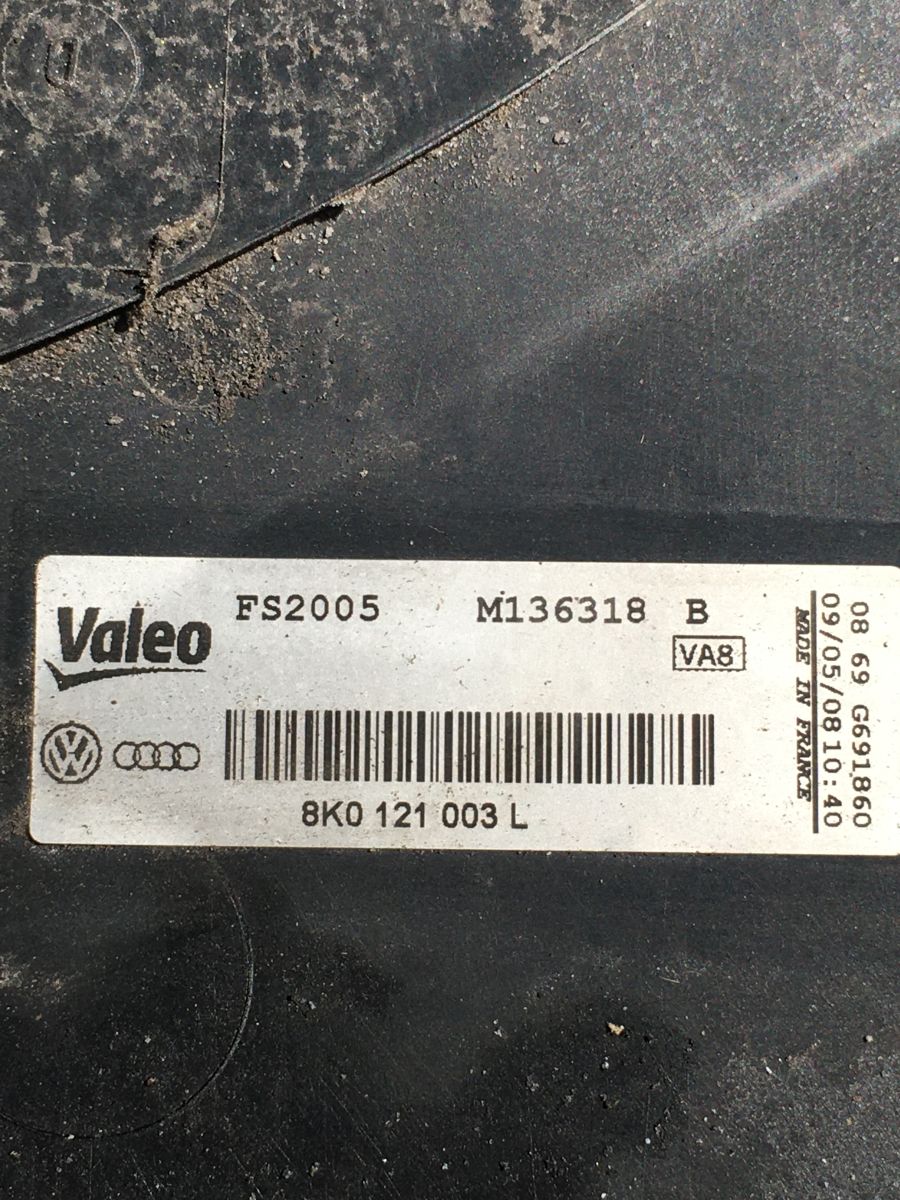 U
Valeo
FS2005 M136318 B
VA8
8K0 121 003 L
MADE IN FRANCE
09/05/08 10:40
08 69 G691860